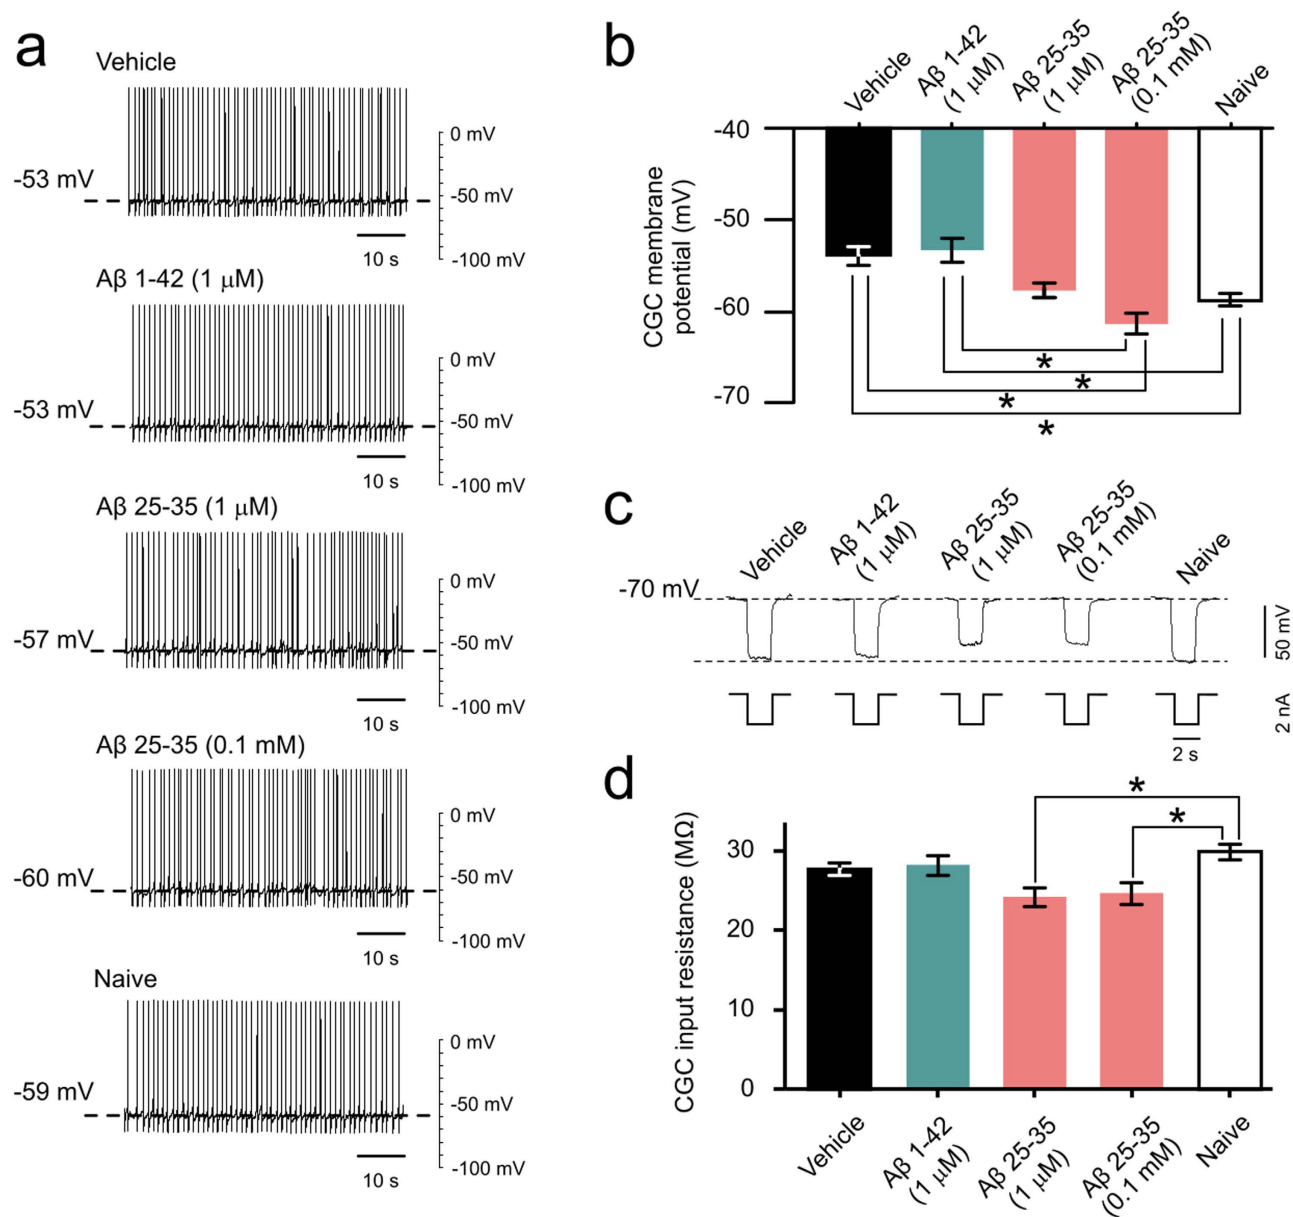 a
Vehicle
-53 mV
0 mV
-50 mV
-100 mV
10 s
Aβ 1-42 (1 μM)
-53 mV
0 mV
-50 mV
-100 mV
10 s
Aβ 25-35 (1 μM)
-57 mV
0 mV
-50 mV
-100 mV
10 s
Aβ 25-35 (0.1 mM)
-60 mV
0 mV
-50 mV
-100 mV
10 s
Naive
-59 mV
0 mV
-50 mV
-100 mV
10 s
b
Vehicle
Aβ 1-42
(1 μM)
Aβ 25-35
(1 μM)
Aβ 25-35
(0.1 mM)
Naive
CGC membrane
potential (mV)
-40
-50
-60
-70
*
*
*
*
c
Vehicle
Aβ 1-42
(1 μM)
Aβ 25-35
(1 μM)
Aβ 25-35
(0.1 mM)
Naive
-70 mV
50 mV
2 nA
2 s
d
CGC input resistance (MΩ)
30
20
10
0
*
*
Vehicle
Aβ 1-42
(1 μM)
Aβ 25-35
(1 μM)
Aβ 25-35
(0.1 mM)
Naive